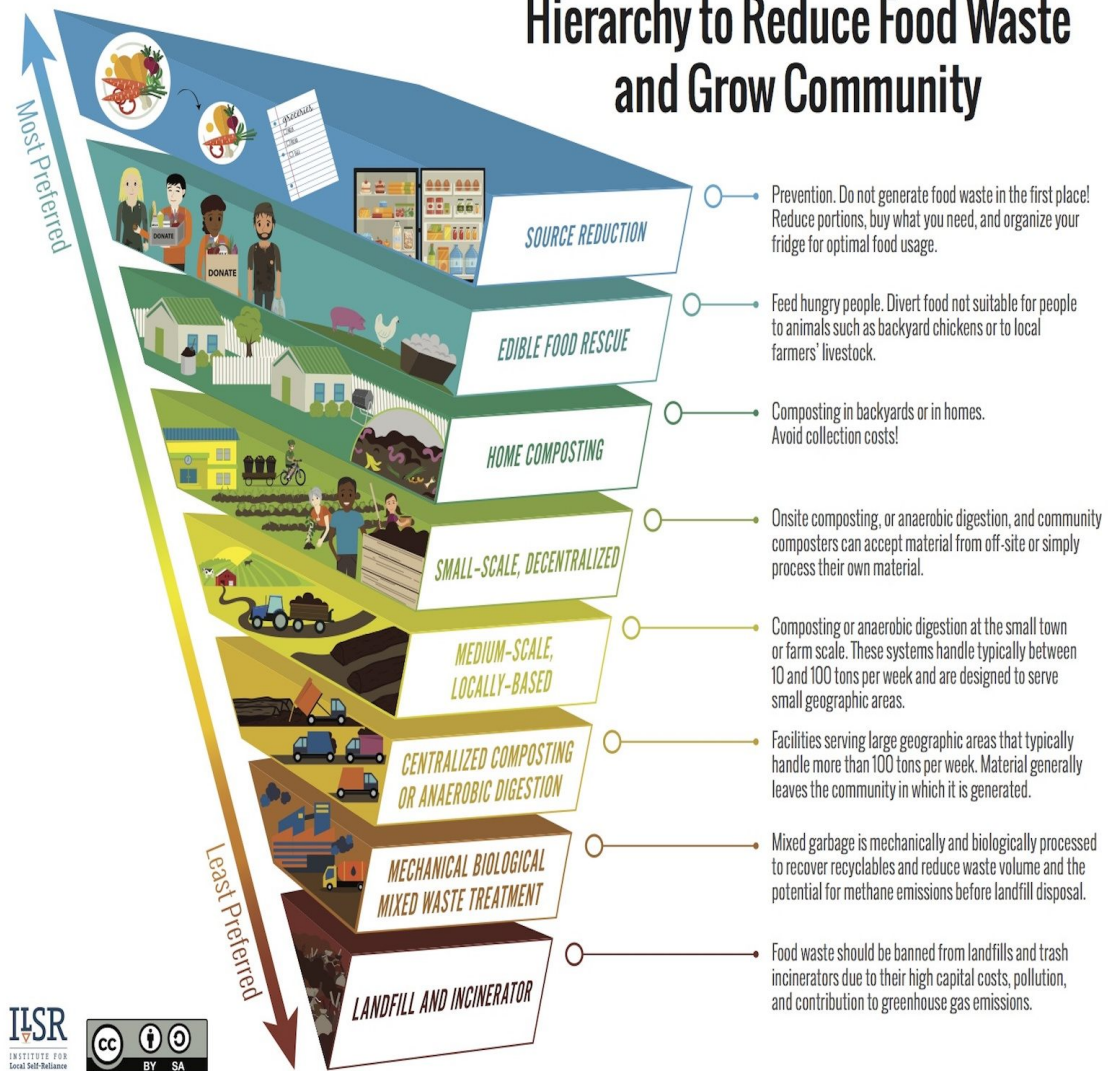 Hierarchy to Reduce Food Waste
and Grow Community
Most Preferred
groceries
DONATE
DONATE
SOURCE REDUCTION
Prevention. Do not generate food waste in the first place!
Reduce portions, buy what you need, and organize your
fridge for optimal food usage.
EDIBLE FOOD RESCUE
Feed hungry people. Divert food not suitable for people
to animals such as backyard chickens or to local
farmers' livestock.
HOME COMPOSTING
Composting in backyards or in homes.
Avoid collection costs!
SMALL-SCALE, DECENTRALIZED
Onsite composting, or anaerobic digestion, and community
composters can accept material from off-site or simply
process their own material.
MEDIUM-SCALE,
LOCALLY-BASED
Composting or anaerobic digestion at the small town
or farm scale. These systems handle typically between
10 and 100 tons per week and are designed to serve
small geographic areas.
CENTRALIZED COMPOSTING
OR ANAEROBIC DIGESTION
Facilities serving large geographic areas that typically
handle more than 100 tons per week. Material generally
leaves the community in which it is generated.
MECHANICAL BIOLOGICAL
MIXED WASTE TREATMENT
Mixed garbage is mechanically and biologically processed
to recover recyclables and reduce waste volume and the
potential for methane emissions before landfill disposal.
Least Preferred
LANDFILL AND INCINERATOR
Food waste should be banned from landfills and trash
incinerators due to their high capital costs, pollution,
and contribution to greenhouse gas emissions.
ILSR
INSTITUTE FOR
Local Self-Reliance
cc
BY SA